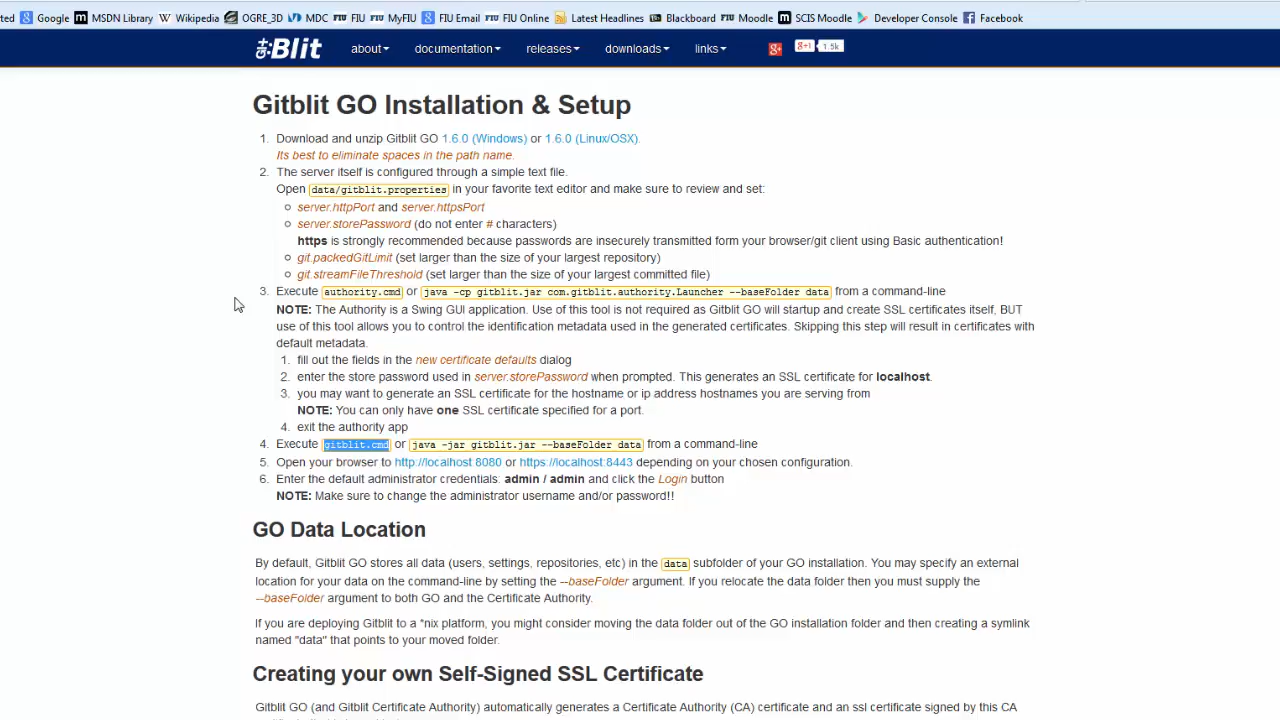 ted Google MSDN Library Wikipedia OGRE_3D MDC FIU FIU MyFIU FIU Email FIU FIU Online Latest Headlines Blackboard FIU Moodle SCIS Moodle Developer Console Facebook
Blit about documentation releases downloads links g+ g+1 1.5k
Gitblit GO Installation & Setup
1. Download and unzip Gitblit GO 1.6.0 (Windows) or 1.6.0 (Linux/OSX).
Its best to eliminate spaces in the path name.
2. The server itself is configured through a simple text file.
Open data/gitblit.properties in your favorite text editor and make sure to review and set:
server.httpPort and server.httpsPort
server.storePassword (do not enter # characters)
https is strongly recommended because passwords are insecurely transmitted form your browser/git client using Basic authentication!
git.packedGitLimit (set larger than the size of your largest repository)
git.streamFileThreshold (set larger than the size of your largest committed file)
3. Execute authority.cmd or java -cp gitblit.jar com.gitblit.authority.Launcher --baseFolder data from a command-line
NOTE: The Authority is a Swing GUI application. Use of this tool is not required as Gitblit GO will startup and create SSL certificates itself, BUT
use of this tool allows you to control the identification metadata used in the generated certificates. Skipping this step will result in certificates with
default metadata.
1. fill out the fields in the new certificate defaults dialog
2. enter the store password used in server.storePassword when prompted. This generates an SSL certificate for localhost.
3. you may want to generate an SSL certificate for the hostname or ip address hostnames you are serving from
NOTE: You can only have one SSL certificate specified for a port.
4. exit the authority app
4. Execute gitblit.cmd or java -jar gitblit.jar --baseFolder data from a command-line
5. Open your browser to http://localhost:8080 or https://localhost:8443 depending on your chosen configuration.
6. Enter the default administrator credentials: admin / admin and click the Login button
NOTE: Make sure to change the administrator username and/or password!!
GO Data Location
By default, Gitblit GO stores all data (users, settings, repositories, etc) in the data subfolder of your GO installation. You may specify an external
location for your data on the command-line by setting the --baseFolder argument. If you relocate the data folder then you must supply the
--baseFolder argument to both GO and the Certificate Authority.
If you are deploying Gitblit to a *nix platform, you might consider moving the data folder out of the GO installation folder and then creating a symlink
named "data" that points to your moved folder.
Creating your own Self-Signed SSL Certificate
Gitblit GO (and Gitblit Certificate Authority) automatically generates a Certificate Authority (CA) certificate and an ssl certificate signed by this CA